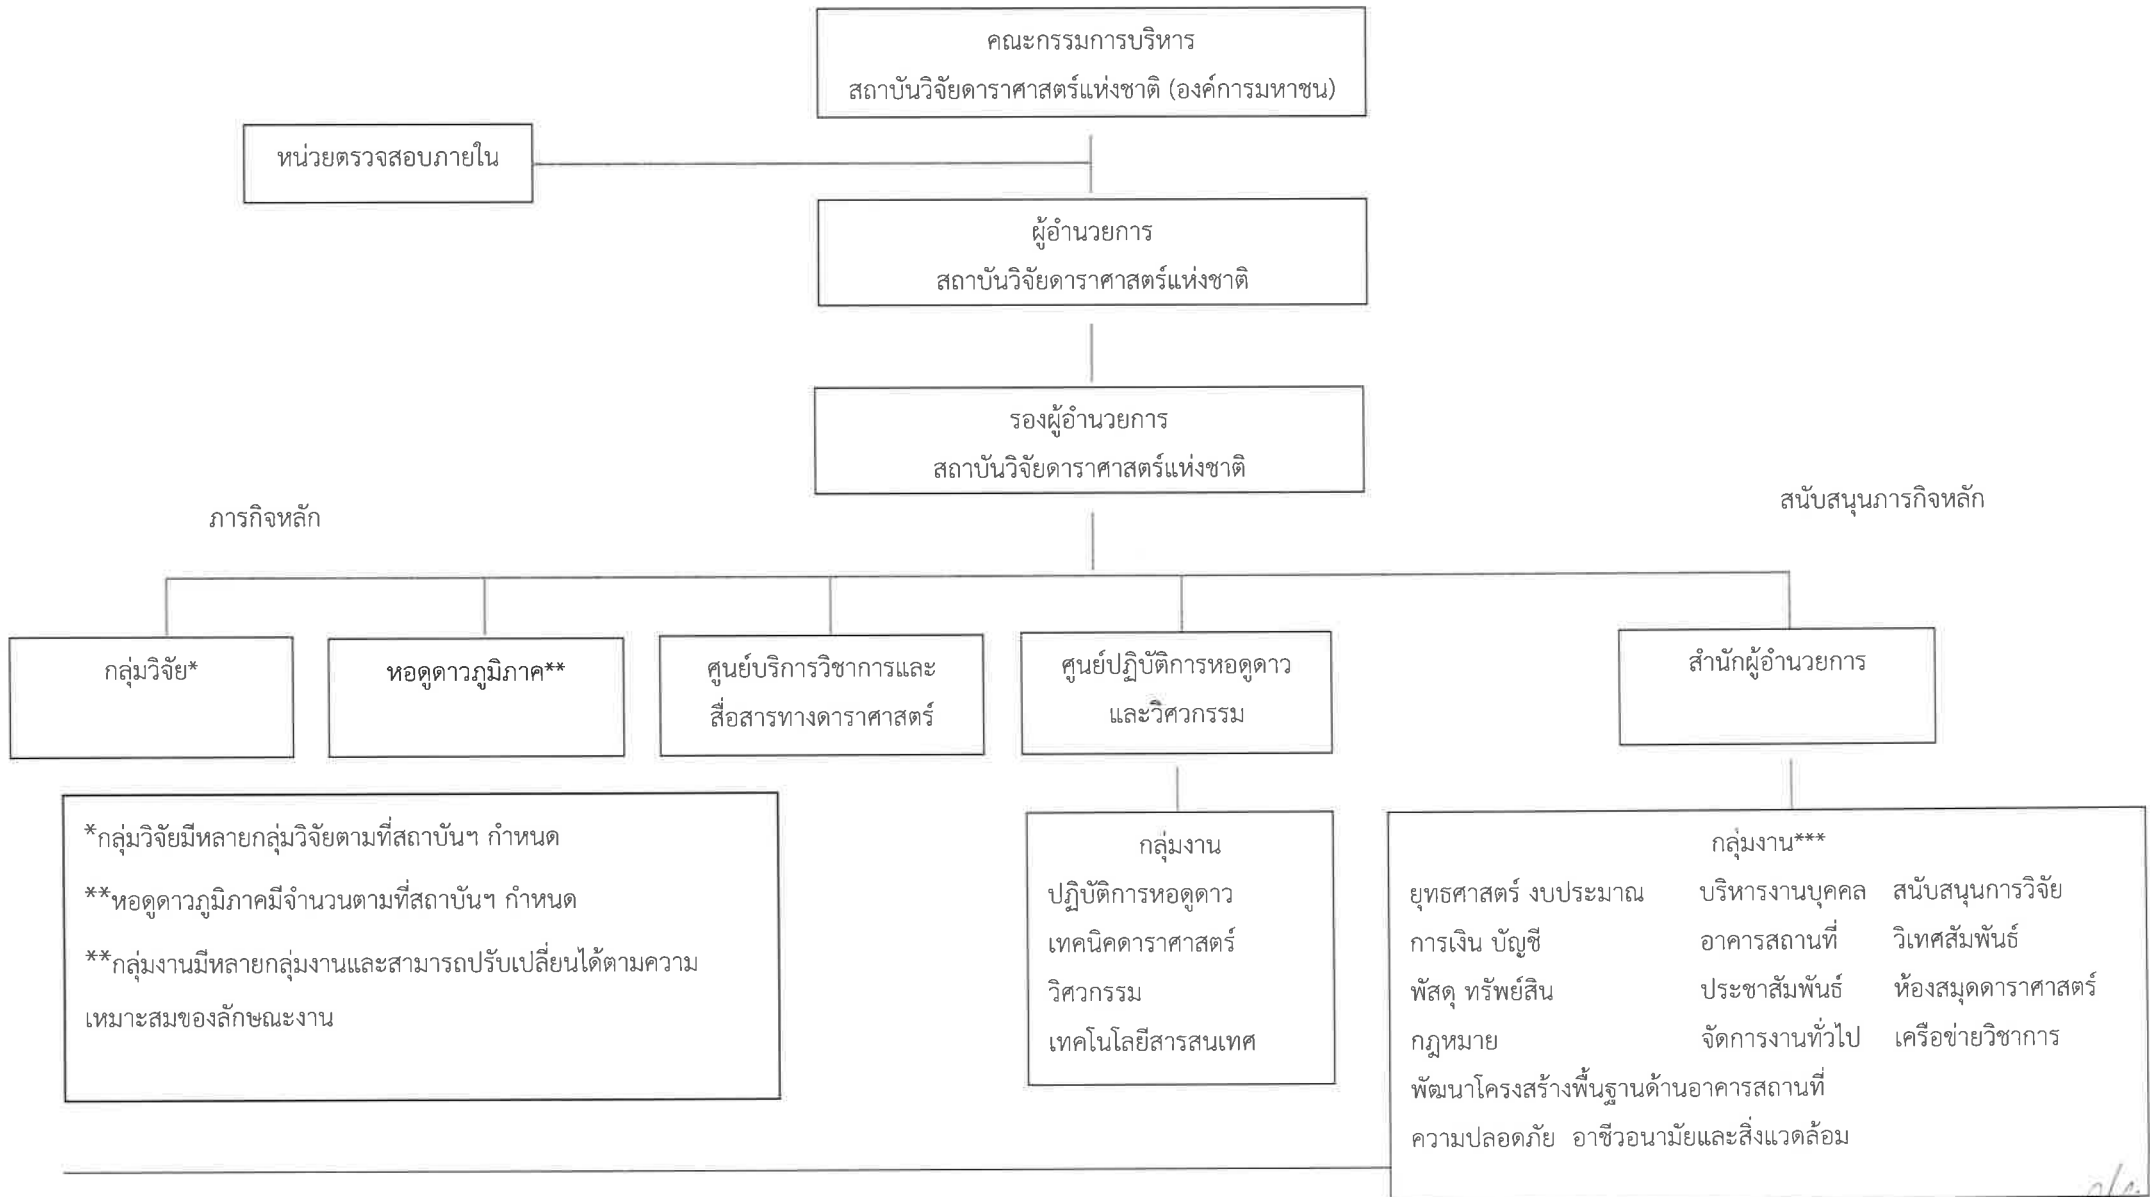 คณะกรรมการบริหาร
สถาบันวิจัยดาราศาสตร์แห่งชาติ (องค์การมหาชน)
หน่วยตรวจสอบภายใน
ผู้อำนวยการ
สถาบันวิจัยดาราศาสตร์แห่งชาติ
รองผู้อำนวยการ
สถาบันวิจัยดาราศาสตร์แห่งชาติ
ภารกิจหลัก
สนับสนุนภารกิจหลัก
กลุ่มวิจัย*
หอดูดาวภูมิภาค**
ศูนย์บริการวิชาการและ
สื่อสารทางดาราศาสตร์
ศูนย์ปฏิบัติการหอดูดาว
และวิศวกรรม
สำนักผู้อำนวยการ
*กลุ่มวิจัยมีหลายกลุ่มวิจัยตามที่สถาบันฯ กำหนด
**หอดูดาวภูมิภาคมีจำนวนตามที่สถาบันฯ กำหนด
**กลุ่มงานมีหลายกลุ่มงานและสามารถปรับเปลี่ยนได้ตามความ
เหมาะสมของลักษณะงาน
กลุ่มงาน
ปฏิบัติการหอดูดาว
เทคนิคดาราศาสตร์
วิศวกรรม
เทคโนโลยีสารสนเทศ
กลุ่มงาน***
ยุทธศาสตร์ งบประมาณ บริหารงานบุคคล สนับสนุนการวิจัย
การเงิน บัญชี อาคารสถานที่ วิเทศสัมพันธ์
พัสดุ ทรัพย์สิน ประชาสัมพันธ์ ห้องสมุดดาราศาสตร์
กฎหมาย จัดการงานทั่วไป เครือข่ายวิชาการ
พัฒนาโครงสร้างพื้นฐานด้านอาคารสถานที่
ความปลอดภัย อาชีวอนามัยและสิ่งแวดล้อม